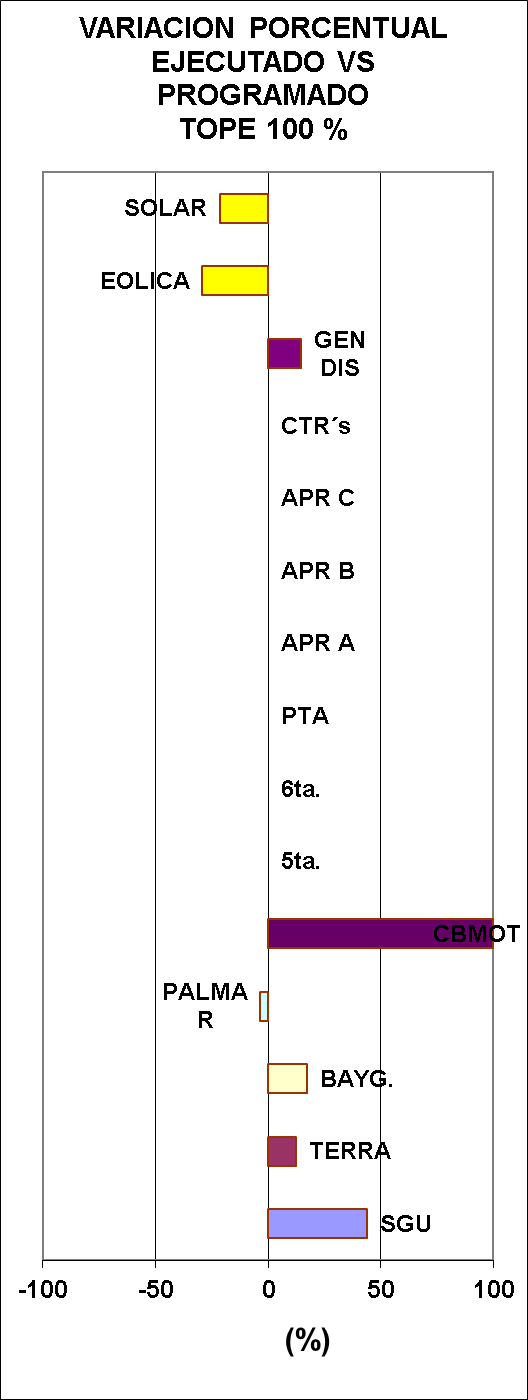 VARIACION PORCENTUAL
EJECUTADO VS
PROGRAMADO
TOPE 100 %
SOLAR
EOLICA
GEN
DIS
CTR´s
APR C
APR B
APR A
PTA
6ta.
5ta.
CBMOT
PALMA
R
BAYG.
TERRA
SGU
-100 -50 0 50 100
(%)